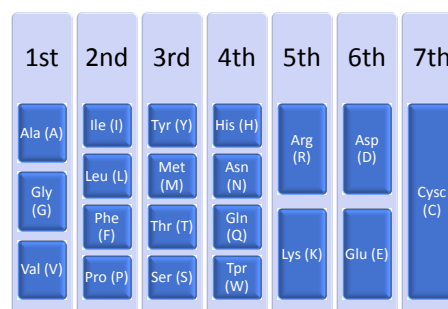 1st 2nd 3rd 4th 5th 6th 7th
Ala (A)
Gly
(G)
Val (V)
Ile (I)
Leu (L)
Phe
(F)
Pro (P)
Tyr (Y)
Met
(M)
Thr (T)
Ser (S)
His (H)
Asn
(N)
Gln
(Q)
Tpr
(W)
Arg
(R)
Lys (K)
Asp
(D)
Glu (E)
Cysc
(C)